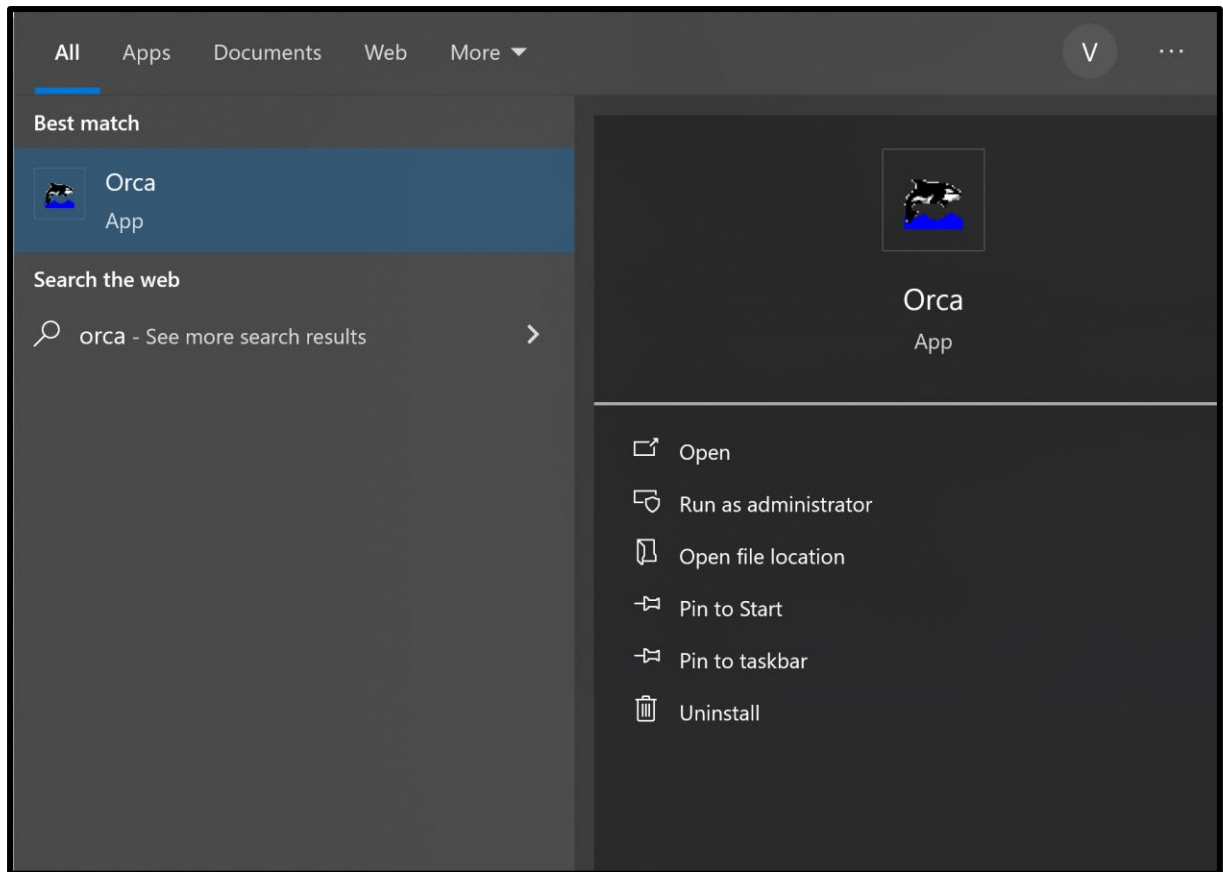 All Apps Documents Web More V ...
Best match
Orca
App
Search the web
orca - See more search results
Orca
App
Open
Run as administrator
Open file location
Pin to Start
Pin to taskbar
Uninstall